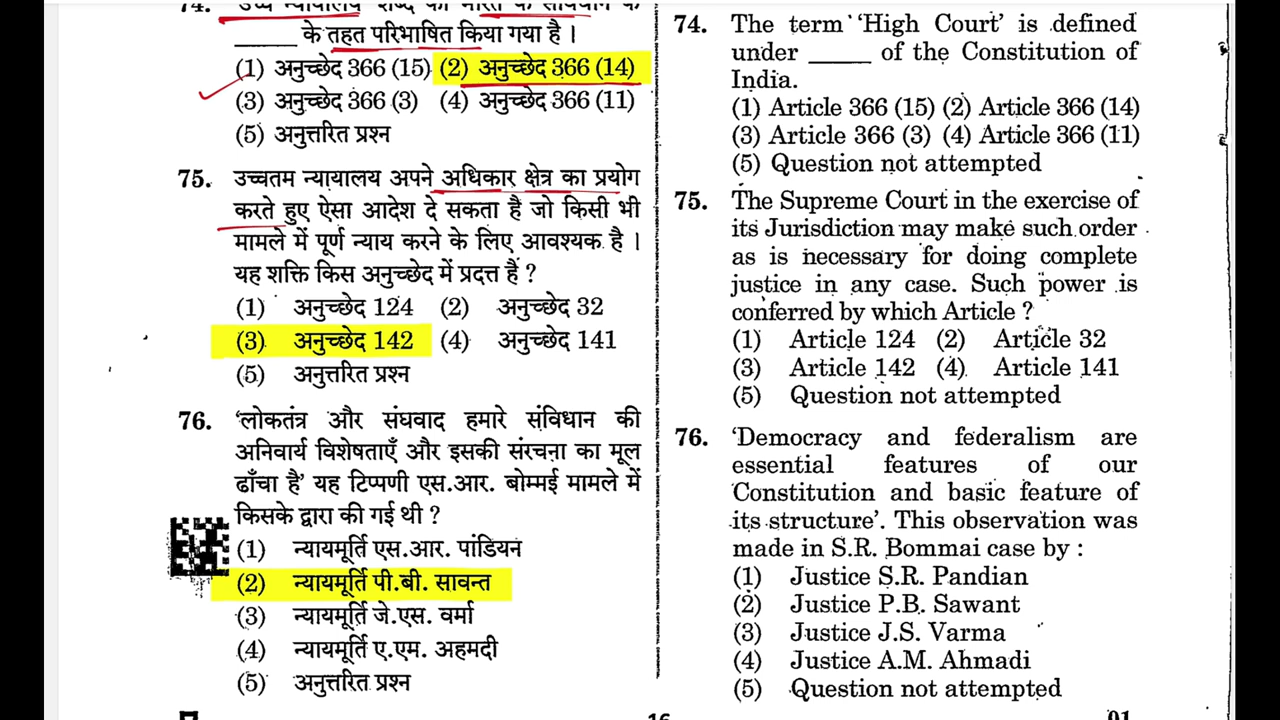 74. 'उच्च न्यायालय' शब्द को भारत के संविधान के
_____ के तहत परिभाषित किया गया है ।
(1) अनुच्छेद 366 (15) (2) अनुच्छेद 366 (14)
(3) अनुच्छेद 366 (3) (4) अनुच्छेद 366 (11)
(5) अनुत्तरित प्रश्न
75. उच्चतम न्यायालय अपने अधिकार क्षेत्र का प्रयोग
करते हुए ऐसा आदेश दे सकता है जो किसी भी
मामले में पूर्ण न्याय करने के लिए आवश्यक है ।
यह शक्ति किस अनुच्छेद में प्रदत्त है ?
(1) अनुच्छेद 124 (2) अनुच्छेद 32
(3) अनुच्छेद 142 (4) अनुच्छेद 141
(5) अनुत्तरित प्रश्न
76. 'लोकतंत्र और संघवाद हमारे संविधान की
अनिवार्य विशेषताएँ और इसकी संरचना का मूल
ढाँचा है' यह टिप्पणी एस.आर. बोम्मई मामले में
किसके द्वारा की गई थी ?
(1) न्यायमूर्ति एस.आर. पांडियन
(2) न्यायमूर्ति पी.बी. सावन्त
(3) न्यायमूर्ति जे.एस. वर्मा
(4) न्यायमूर्ति ए.एम. अहमदी
(5) अनुत्तरित प्रश्न
74. The term 'High Court' is defined
under _____ of the Constitution of
India.
(1) Article 366 (15) (2) Article 366 (14)
(3) Article 366 (3) (4) Article 366 (11)
(5) Question not attempted
75. The Supreme Court in the exercise of
its Jurisdiction may make such order
as is necessary for doing complete
justice in any case. Such power is
conferred by which Article ?
(1) Article 124 (2) Article 32
(3) Article 142 (4) Article 141
(5) Question not attempted
76. 'Democracy and federalism are
essential features of our
Constitution and basic feature of
its structure'. This observation was
made in S.R. Bommai case by :
(1) Justice S.R. Pandian
(2) Justice P.B. Sawant
(3) Justice J.S. Varma
(4) Justice A.M. Ahmadi
(5) Question not attempted
16
01